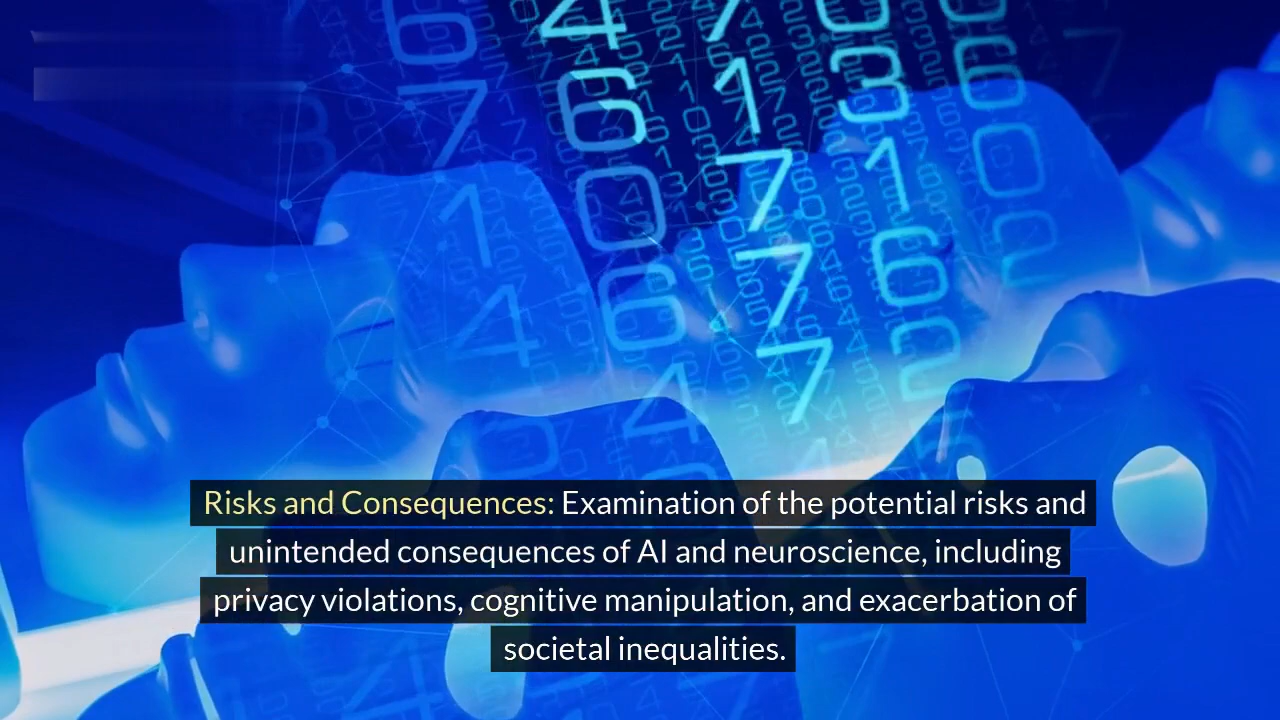 Risks and Consequences: Examination of the potential risks and
unintended consequences of AI and neuroscience, including
privacy violations, cognitive manipulation, and exacerbation of
societal inequalities.